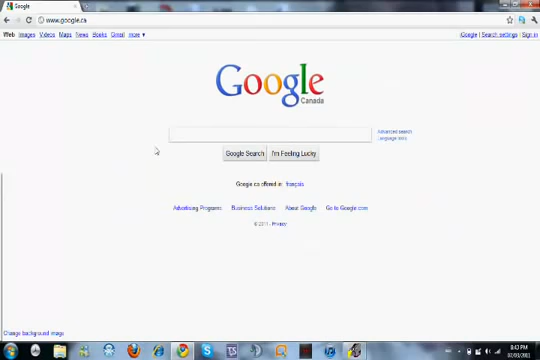 Google
www.google.ca
Web Images Videos Maps News Books Gmail more ▾
iGoogle | Search settings | Sign in
Google
Canada
Advanced search
Language tools
Google Search I'm Feeling Lucky
Google.ca offered in: français
Advertising Programs Business Solutions About Google Go to Google.com
© 2011 - Privacy
Change background image
8:43 PM